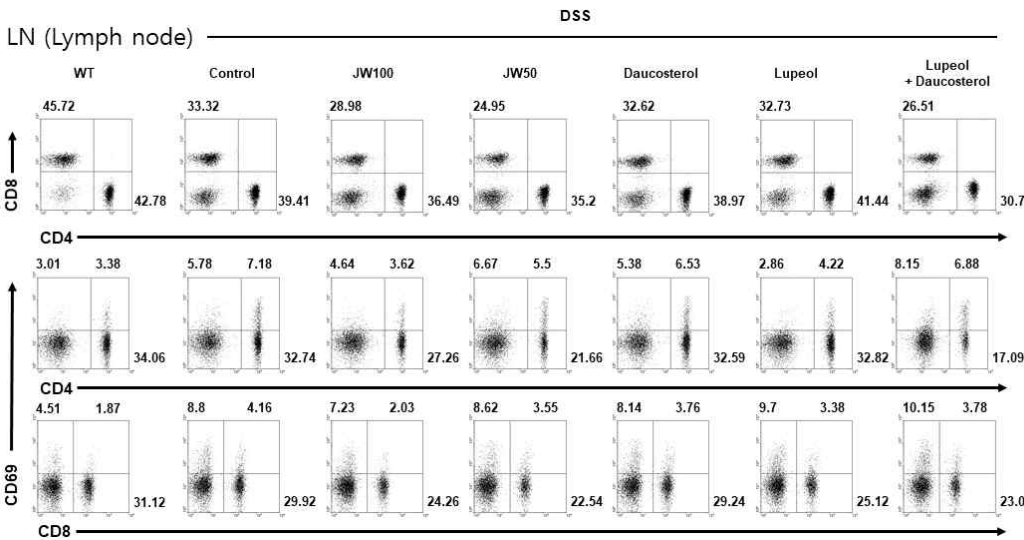 DSS
LN (Lymph node)
WT Control JW100 JW50 Daucosterol Lupeol Lupeol + Daucosterol
45.72 33.32 28.98 24.95 32.62 32.73 26.51
CD8
42.78 39.41 36.49 35.2 38.97 41.44 30.7
CD4
3.01 3.38 5.78 7.18 4.64 3.62 6.67 5.5 5.38 6.53 2.86 4.22 8.15 6.88
34.06 32.74 27.26 21.66 32.59 32.82 17.09
CD4
4.51 1.87 8.8 4.16 7.23 2.03 8.62 3.55 8.14 3.76 9.7 3.38 10.15 3.78
CD69
31.12 29.92 24.26 22.54 29.24 25.12 23.0
CD8